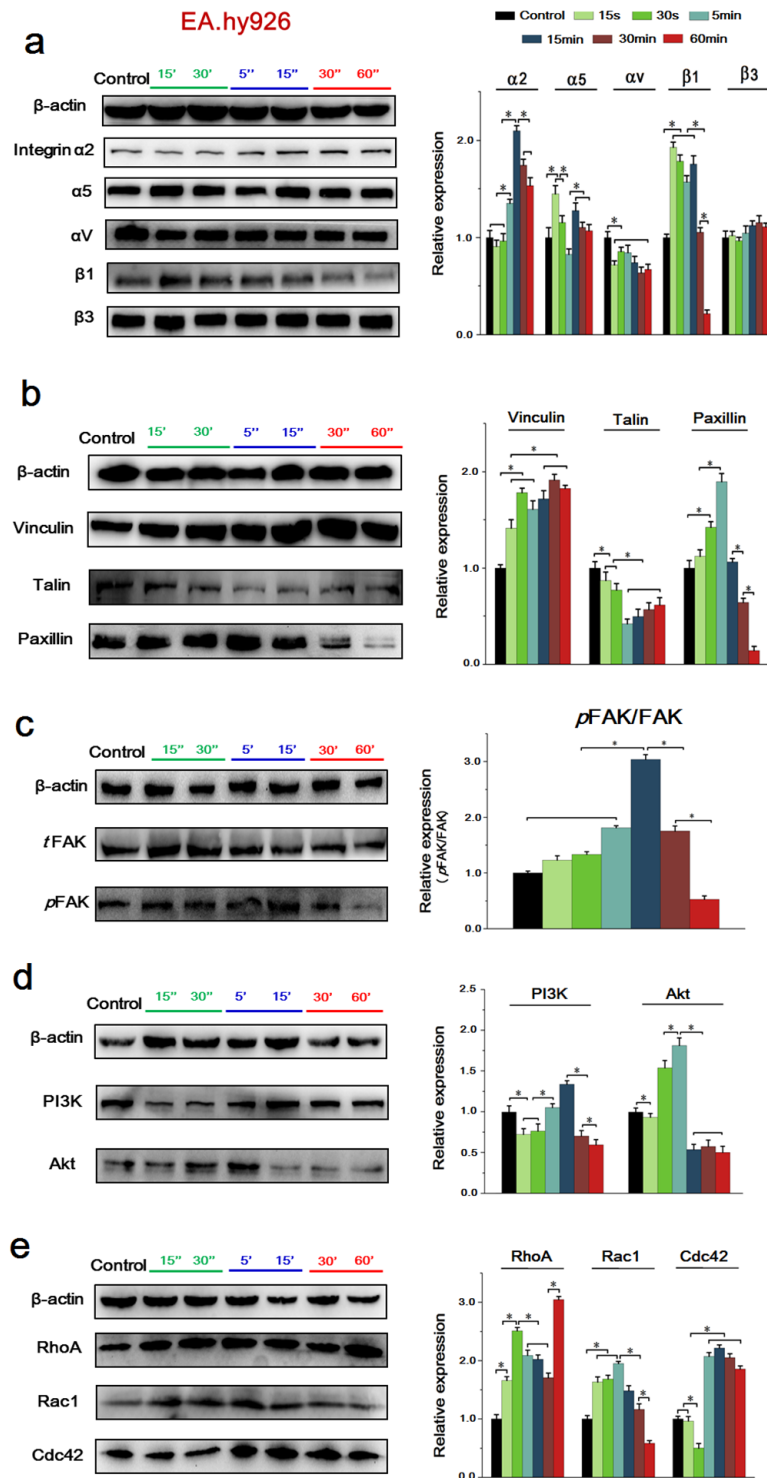 EA.hy926
Control 15s 30s 5min
15min 30min 60min
a
Control 15' 30' 5'' 15'' 30'' 60''
β-actin
Integrin α2
α5
αV
β1
β3
α2 α5 αv β1 β3
Relative expression
2.0
1.0
0.0
* * * * * * * * * * * *
b
Control 15' 30' 5'' 15'' 30'' 60''
β-actin
Vinculin
Talin
Paxillin
Vinculin Talin Paxillin
Relative expression
2.0
1.0
0.0
* * * * * * * *
c
Control 15'' 30'' 5' 15' 30' 60'
β-actin
tFAK
pFAK
pFAK/FAK
Relative expression
( pFAK/FAK)
3.0
2.0
1.0
0.0
* * *
d
Control 15'' 30'' 5' 15' 30' 60'
β-actin
PI3K
Akt
PI3K Akt
Relative expression
2.5
2.0
1.5
1.0
0.5
0.0
* * * * * * *
e
Control 15'' 30'' 5' 15' 30' 60'
β-actin
RhoA
Rac1
Cdc42
RhoA Rac1 Cdc42
Relative expression
3.0
2.0
1.0
0.0
* * * * * * * * *